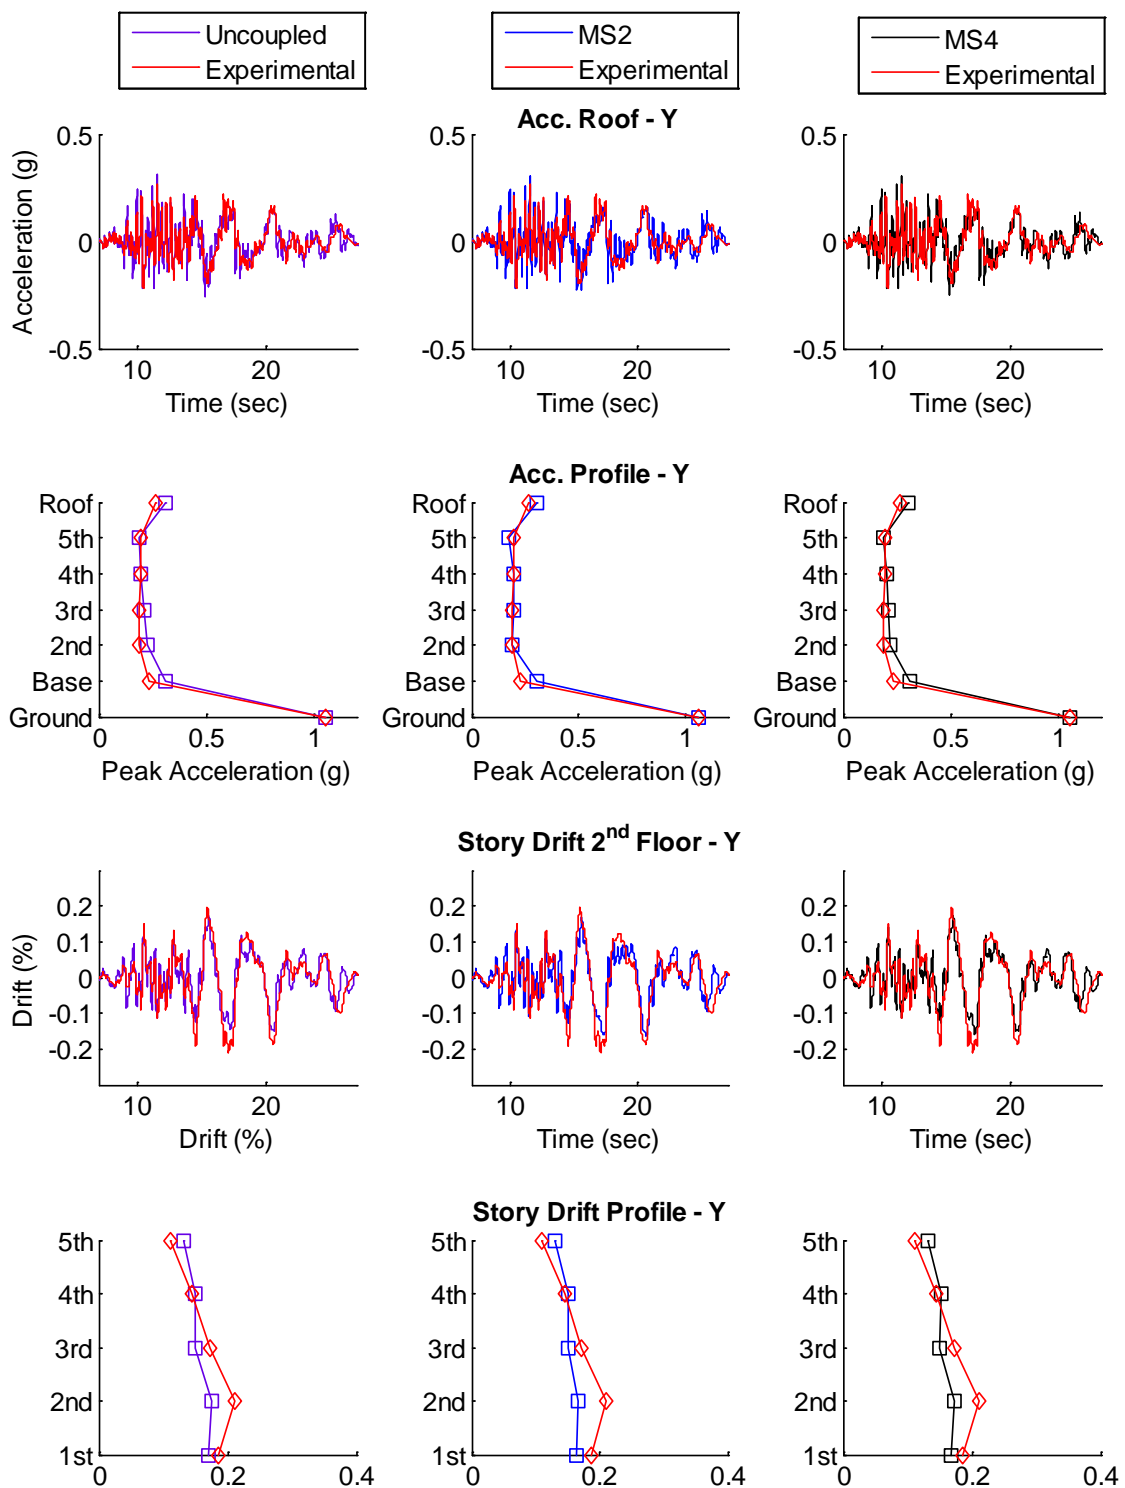 Uncoupled
Experimental
MS2
Experimental
MS4
Experimental
Acc. Roof - Y
Acceleration (g)
0.5
0
-0.5
10 20
Time (sec)
0.5
0
-0.5
10 20
Time (sec)
0.5
0
-0.5
10 20
Time (sec)
Acc. Profile - Y
Roof
5th
4th
3rd
2nd
Base
Ground
0 0.5 1
Peak Acceleration (g)
Roof
5th
4th
3rd
2nd
Base
Ground
0 0.5 1
Peak Acceleration (g)
Roof
5th
4th
3rd
2nd
Base
Ground
0 0.5 1
Peak Acceleration (g)
Story Drift 2nd Floor - Y
Drift (%)
0.2
0.1
0
-0.1
-0.2
10 20
Drift (%)
0.2
0.1
0
-0.1
-0.2
10 20
Time (sec)
0.2
0.1
0
-0.1
-0.2
10 20
Time (sec)
Story Drift Profile - Y
5th
4th
3rd
2nd
1st
0 0.2 0.4
5th
4th
3rd
2nd
1st
0 0.2 0.4
5th
4th
3rd
2nd
1st
0 0.2 0.4